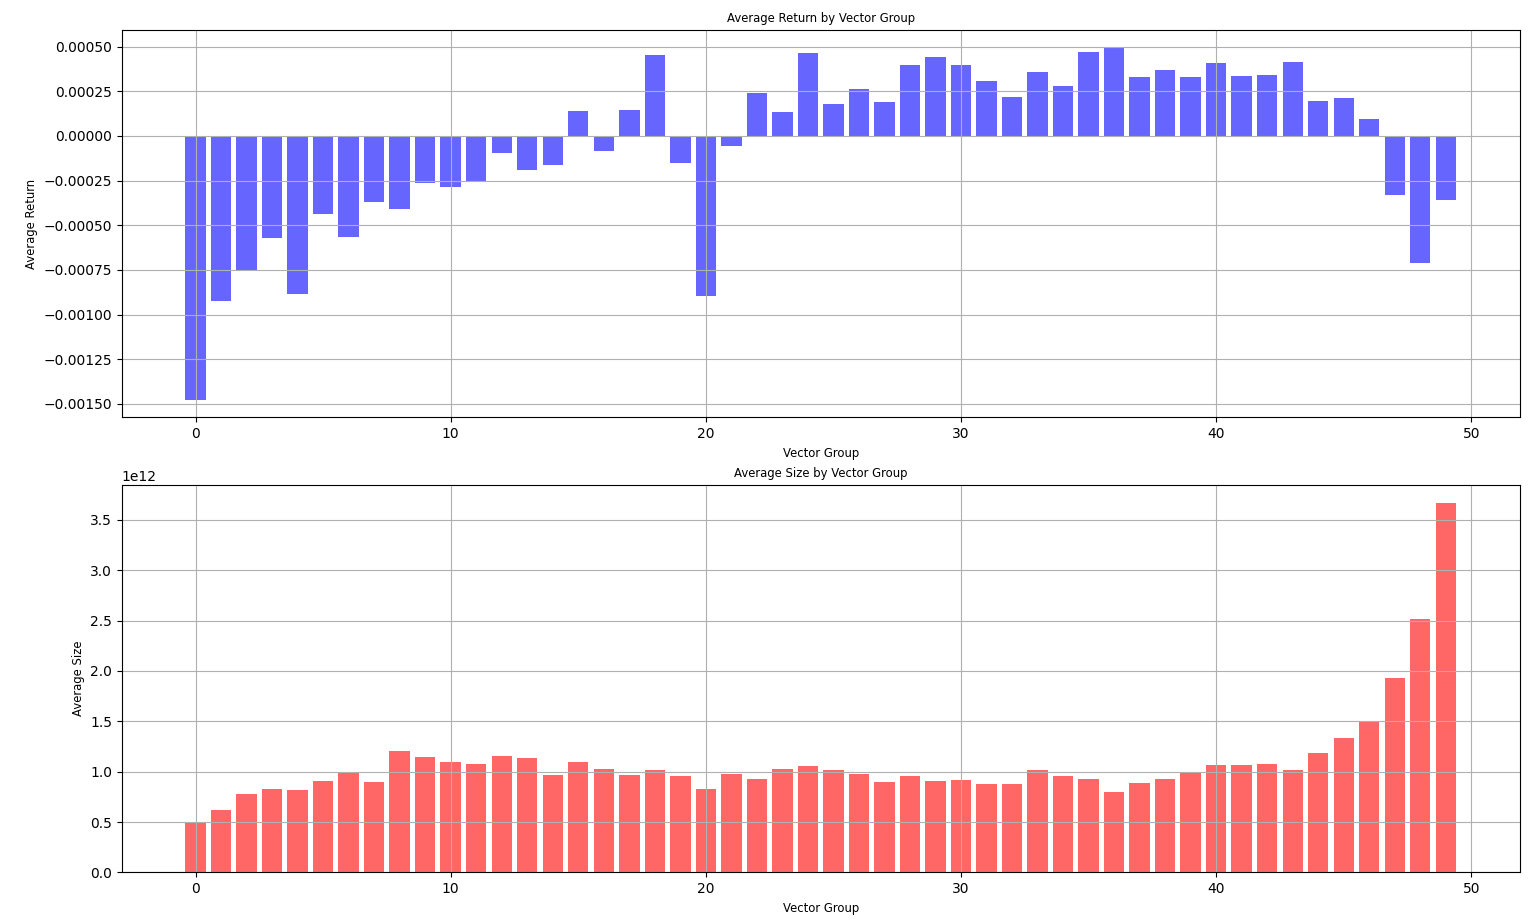 Average Return by Vector Group
Average Return
0.00050
0.00025
0.00000
−0.00025
−0.00050
−0.00075
−0.00100
−0.00125
−0.00150
0 10 20 30 40 50
Vector Group
Average Size by Vector Group
1e12
Average Size
3.5
3.0
2.5
2.0
1.5
1.0
0.5
0.0
0 10 20 30 40 50
Vector Group